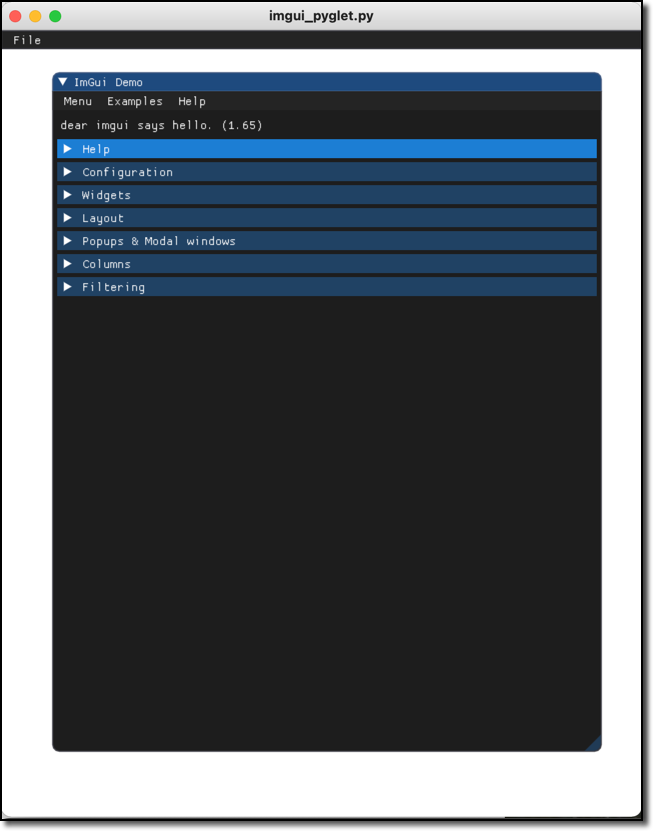 imgui_pyglet.py
File
ImGui Demo
Menu Examples Help
dear imgui says hello. (1.65)
Help
Configuration
Widgets
Layout
Popups & Modal windows
Columns
Filtering